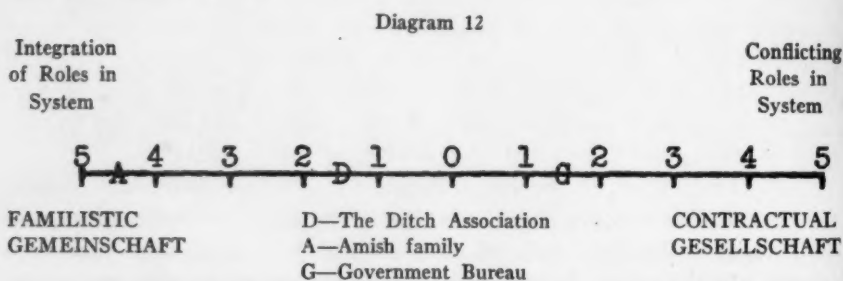 Diagram 12
Integration
of Roles in
System
Conflicting
Roles in
System
5 4 3 2 1 0 1 2 3 4 5
A D G
FAMILISTIC
GEMEINSCHAFT
D—The Ditch Association
A—Amish family
G—Government Bureau
CONTRACTUAL
GESELLSCHAFT